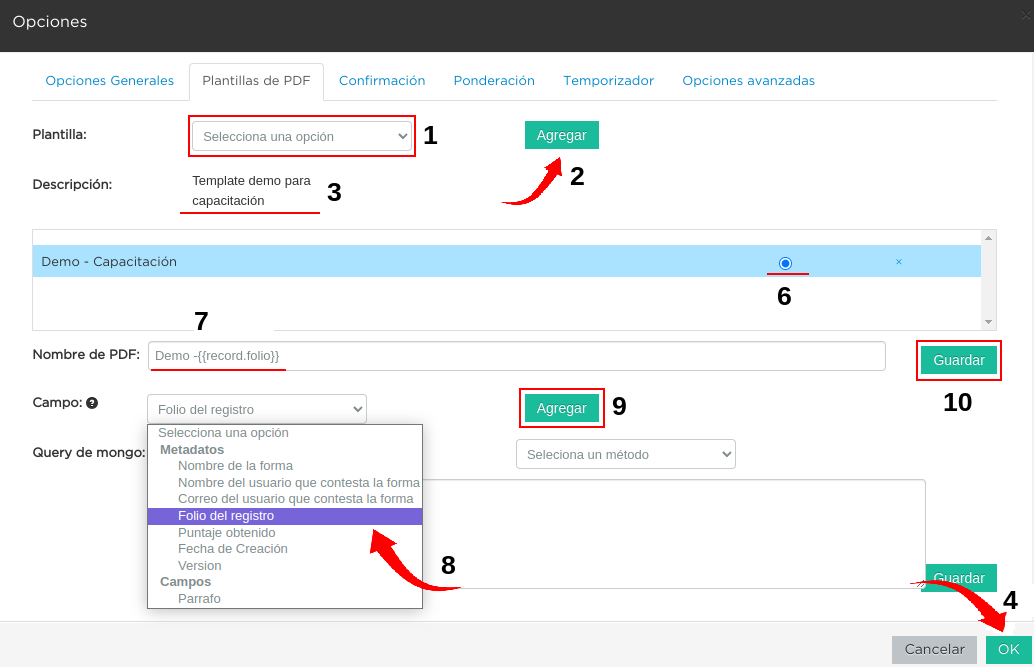 Opciones
Opciones Generales
Plantillas de PDF
Confirmación
Ponderación
Temporizador
Opciones avanzadas
Plantilla:
Selecciona una opción
1
Agregar
2
Descripción:
Template demo para
capacitación
3
Demo - Capacitación
×
6
7
Nombre de PDF:
Demo -{{record.folio}}
Guardar
10
Campo: ?
Folio del registro
Agregar
9
Selecciona una opción
Metadatos
Nombre de la forma
Nombre del usuario que contesta la forma
Correo del usuario que contesta la forma
Folio del registro
Puntaje obtenido
Fecha de Creación
Version
Campos
Parrafo
8
Query de mongo:
Seleciona un método
Guardar
4
Cancelar
OK